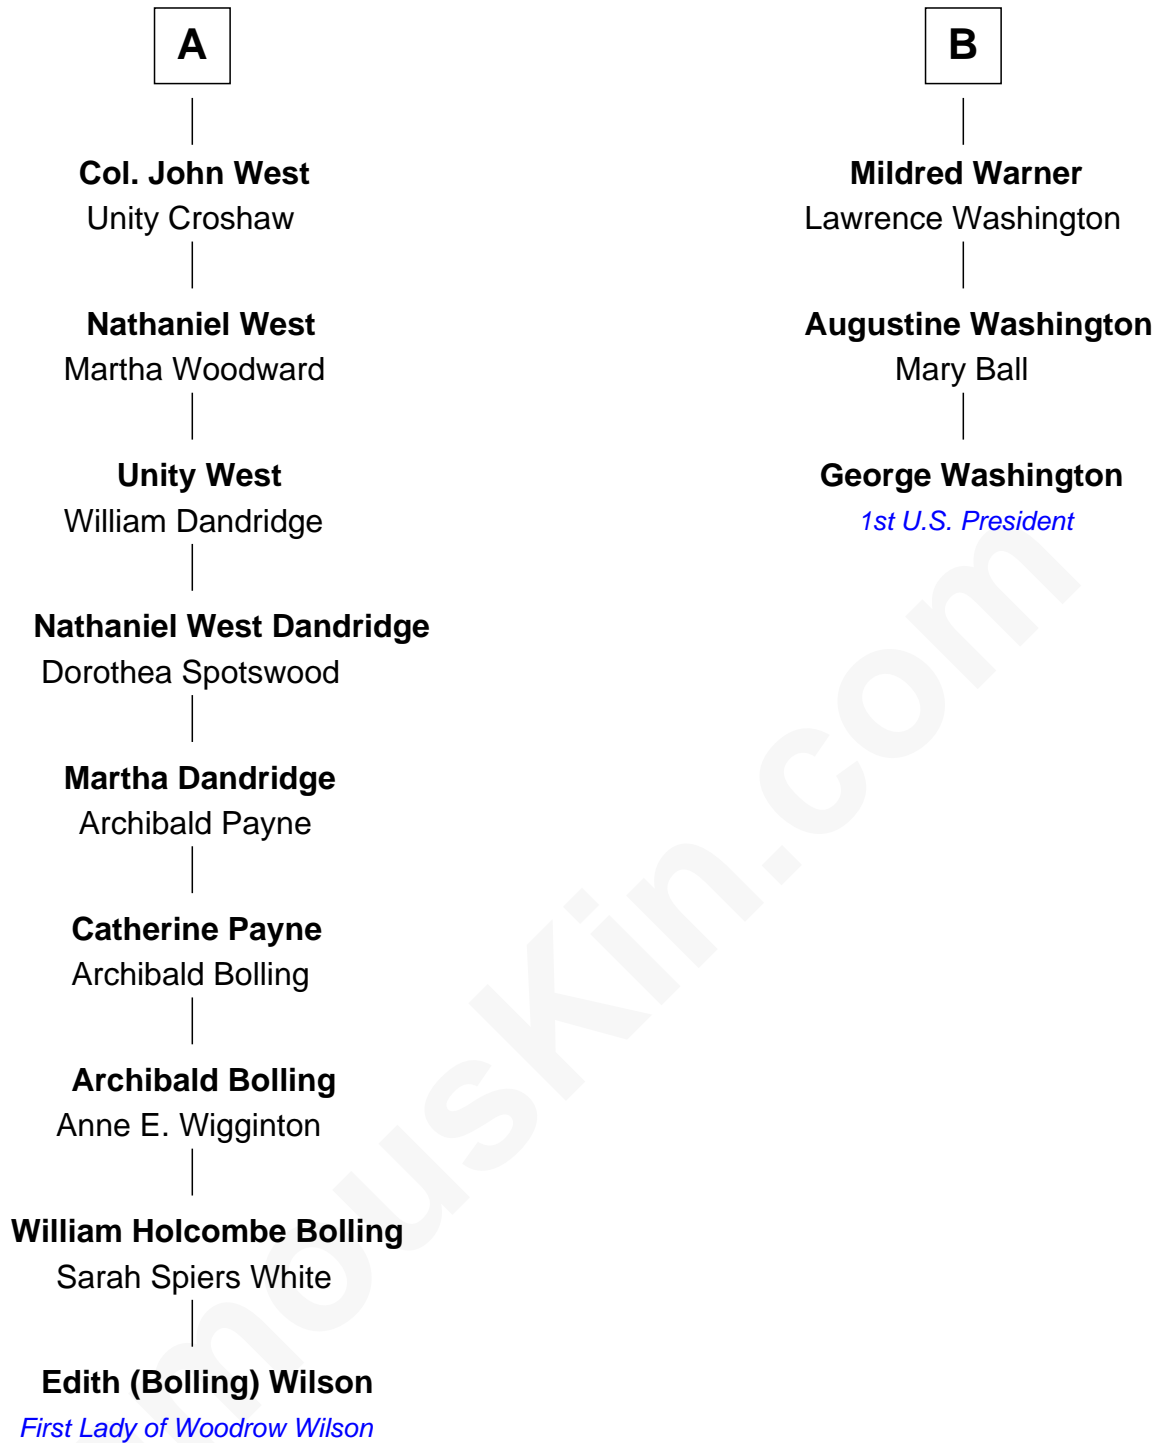 A
Col. John West
Unity Croshaw
Nathaniel West
Martha Woodward
Unity West
William Dandridge
Nathaniel West Dandridge
Dorothea Spotswood
Martha Dandridge
Archibald Payne
Catherine Payne
Archibald Bolling
Archibald Bolling
Anne E. Wigginton
William Holcombe Bolling
Sarah Spiers White
Edith (Bolling) Wilson
First Lady of Woodrow Wilson
B
Mildred Warner
Lawrence Washington
Augustine Washington
Mary Ball
George Washington
1st U.S. President
mousKin.com